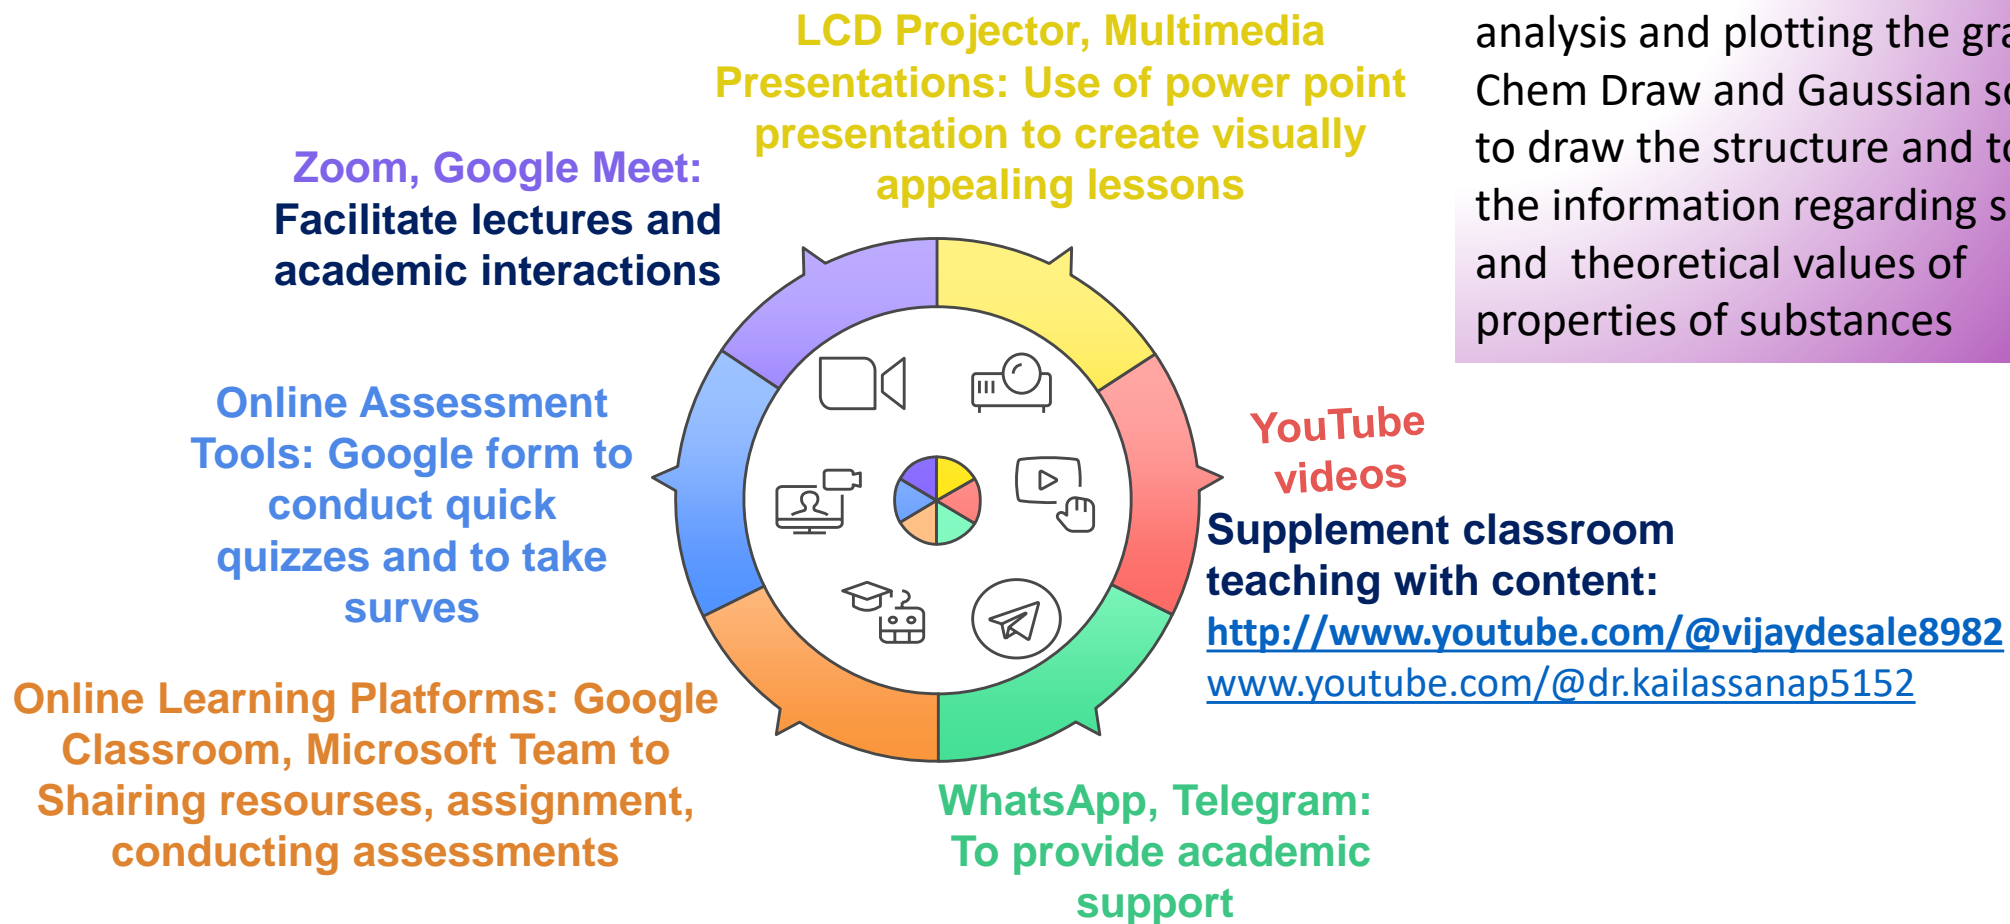 LCD Projector, Multimedia
Presentations: Use of power point
presentation to create visually
appealing lessons
analysis and plotting the
Chem Draw and Gaussian
to draw the structure and
the information regarding
and theoretical values of
properties of substances
Zoom, Google Meet:
Facilitate lectures and
academic interactions
Online Assessment
Tools: Google form to
conduct quick
quizzes and to take
surves
YouTube
videos
Supplement classroom
teaching with content:
http://www.youtube.com/@vijaydesale8982
www.youtube.com/@dr.kailassanap5152
Online Learning Platforms: Google
Classroom, Microsoft Team to
Shairing resourses, assignment,
conducting assessments
WhatsApp, Telegram:
To provide academic
support